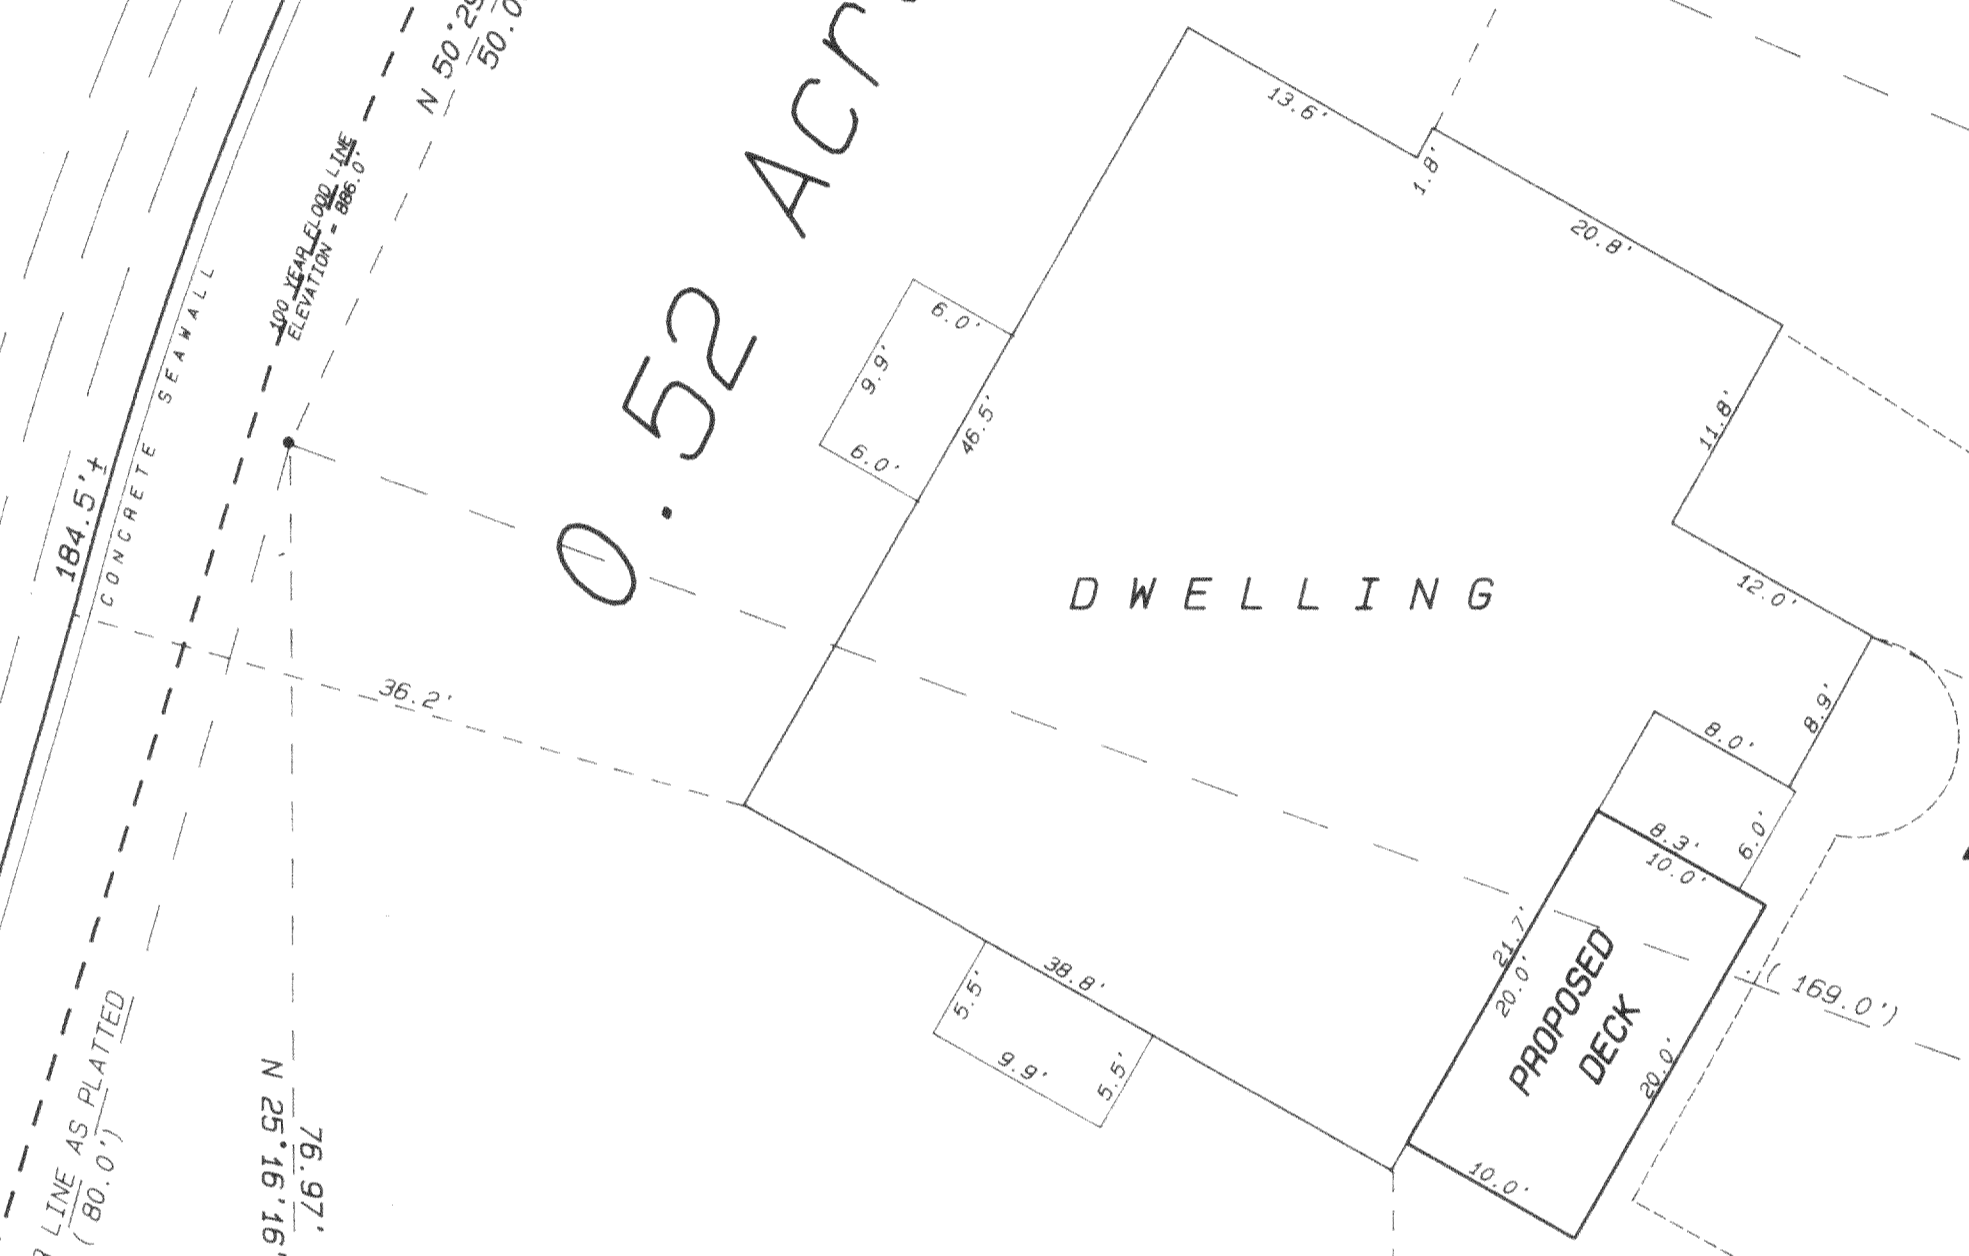 N 50°29
50.0
0.52 Acr
100 YEAR FLOOD LINE
ELEVATION = 886.0'
CONCRETE SEAWALL
184.5'±
36.2'
13.6'
1.8'
20.8'
11.8'
12.0'
8.9'
8.0'
6.0'
8.3'
10.0'
6.0'
9.9'
6.0'
46.5'
DWELLING
21.7'
20.0'
PROPOSED
DECK
20.0'
10.0'
(169.0')
38.8'
5.5'
9.9'
5.5'
76.97'
N 25°16'16"
LINE AS PLATTED
(80.0')